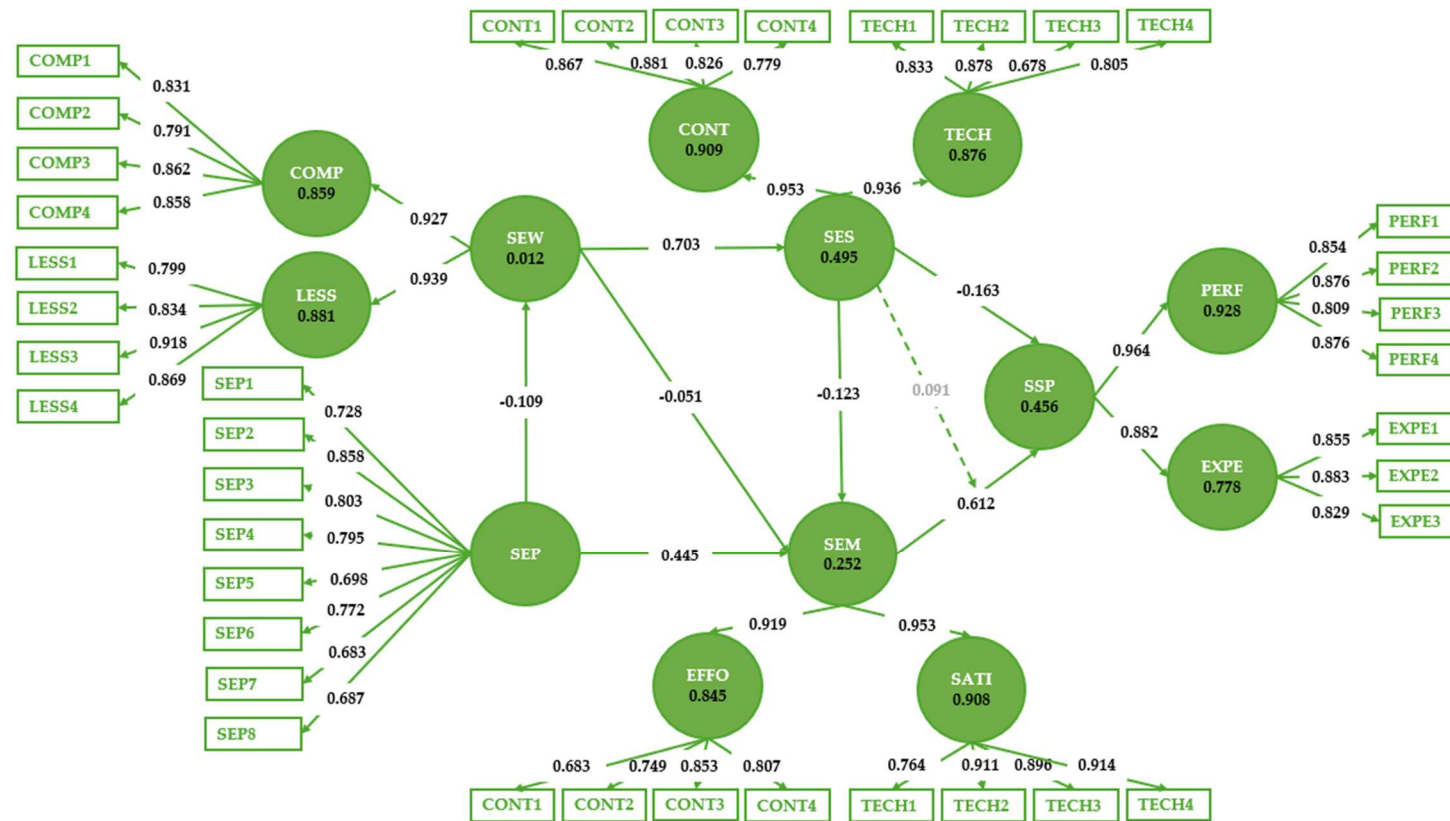 CONT1 CONT2 CONT3 CONT4 TECH1 TECH2 TECH3 TECH4
0.867 0.881 0.826 0.779 0.833 0.878 0.678 0.805
COMP1
COMP2
COMP3
COMP4
0.831
0.791
0.862
0.858
COMP
0.859
CONT
0.909
TECH
0.876
0.953 0.936
0.927
0.939
SEW
0.012
0.703
SES
0.495
LESS1
LESS2
LESS3
LESS4
0.799
0.834
0.918
0.869
LESS
0.881
-0.163
PERF1
PERF2
PERF3
PERF4
0.854
0.876
0.809
0.876
PERF
0.928
0.964
SSP
0.456
0.882
-0.109
-0.051
-0.123
0.091
0.612
EXPE
0.778
0.855
0.883
0.829
EXPE1
EXPE2
EXPE3
SEP1
SEP2
SEP3
SEP4
SEP5
SEP6
SEP7
SEP8
0.728
0.858
0.803
0.795
0.698
0.772
0.683
0.687
SEP
0.445
SEM
0.252
0.919 0.953
EFFO
0.845
SATI
0.908
0.683 0.749 0.853 0.807 0.764 0.911 0.896 0.914
CONT1 CONT2 CONT3 CONT4 TECH1 TECH2 TECH3 TECH4